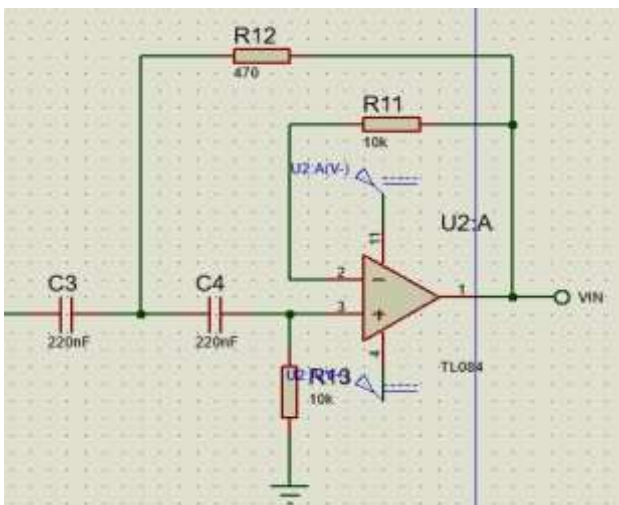 R12
470
R11
10k
U2:A(V-)
11
U2:A
C3
C4
2
3
1
VIN
220nF
220nF
4
TL084
R13
10k